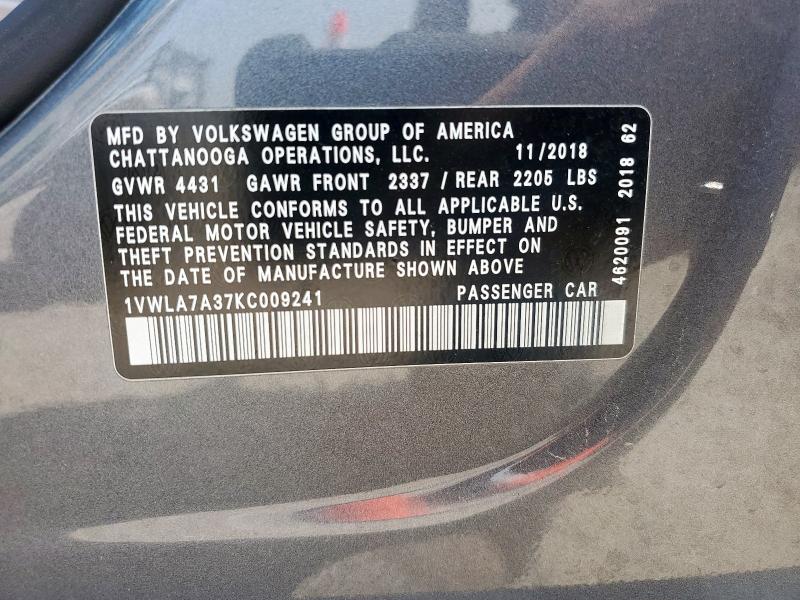 MFD BY VOLKSWAGEN GROUP OF AMERICA
CHATTANOOGA OPERATIONS, LLC. 11/2018
GVWR 4431 GAWR FRONT 2337 / REAR 2205 LBS
THIS VEHICLE CONFORMS TO ALL APPLICABLE U.S.
FEDERAL MOTOR VEHICLE SAFETY, BUMPER AND
THEFT PREVENTION STANDARDS IN EFFECT ON
THE DATE OF MANUFACTURE SHOWN ABOVE
1VWLA7A37KC009241 PASSENGER CAR
4620091 2018 62